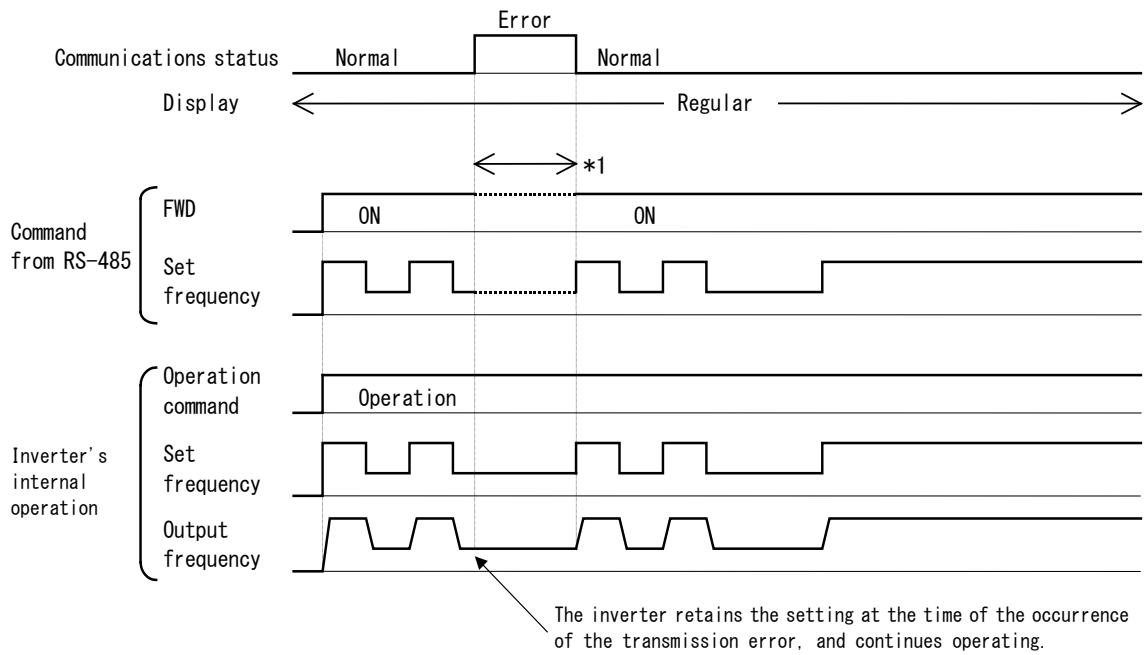 Error
Communications status
Normal
Normal
Display
Regular
*1
Command
from RS-485
FWD
ON
ON
Set
frequency
Inverter's
internal
operation
Operation
command
Operation
Set
frequency
Output
frequency
The inverter retains the setting at the time of the occurrence
of the transmission error, and continues operating.